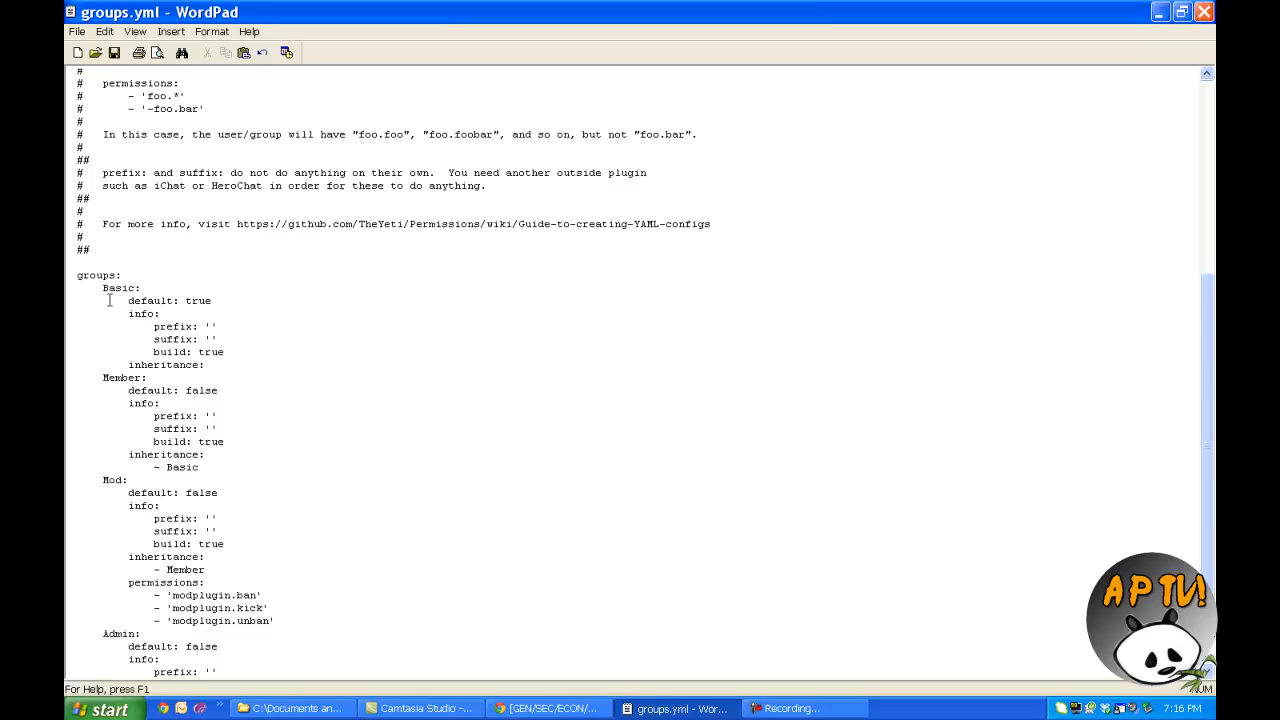 groups.yml - WordPad
File Edit View Insert Format Help
#
#   permissions:
#       - 'foo.*'
#       - '-foo.bar'
#
#   In this case, the user/group will have "foo.foo", "foo.foobar", and so on, but not "foo.bar".
#
##
#   prefix: and suffix: do not do anything on their own.  You need another outside plugin
#   such as iChat or HeroChat in order for these to do anything.
##
#
#   For more info, visit https://github.com/TheYeti/Permissions/wiki/Guide-to-creating-YAML-configs
#
##
groups:
    Basic:
        default: true
        info:
            prefix: ''
            suffix: ''
            build: true
        inheritance:
    Member:
        default: false
        info:
            prefix: ''
            suffix: ''
            build: true
        inheritance:
            - Basic
    Mod:
        default: false
        info:
            prefix: ''
            suffix: ''
            build: true
        inheritance:
            - Member
        permissions:
            - 'modplugin.ban'
            - 'modplugin.kick'
            - 'modplugin.unban'
    Admin:
        default: false
        info:
            prefix: ''
AP TV!
For Help, press F1
NUM
start C:\Documents an... Camtasia Studio - ... [GEN/SEC/ECON/... groups.yml - Wor... Recording... 7:16 PM